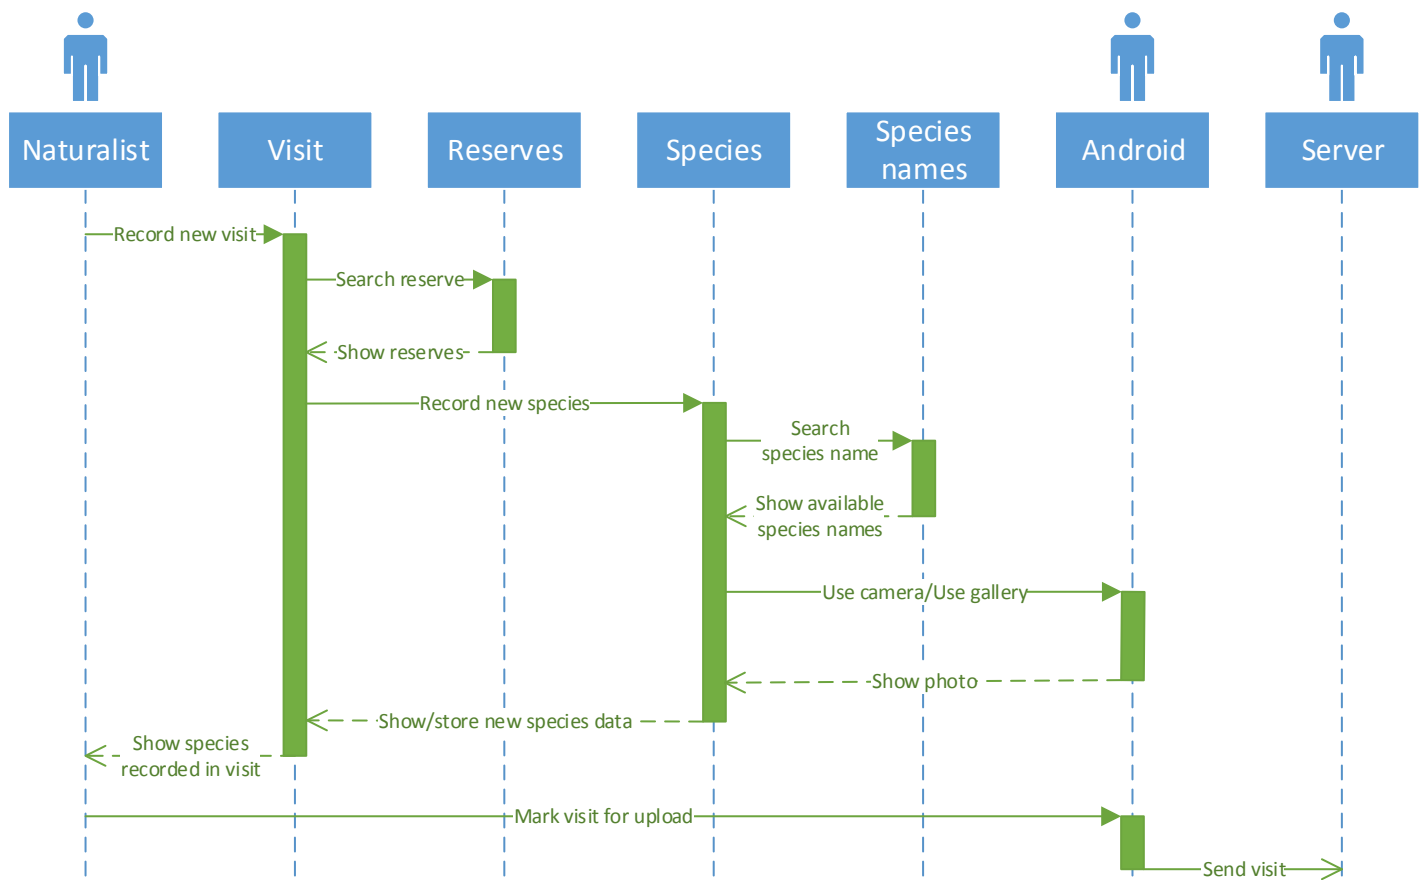 Naturalist
Visit
Reserves
Species
Species
names
Android
Server
Record new visit
Search reserve
Show reserves
Record new species
Search
species name
Show available
species names
Use camera/Use gallery
Show photo
Show/store new species data
Show species
recorded in visit
Mark visit for upload
Send visit